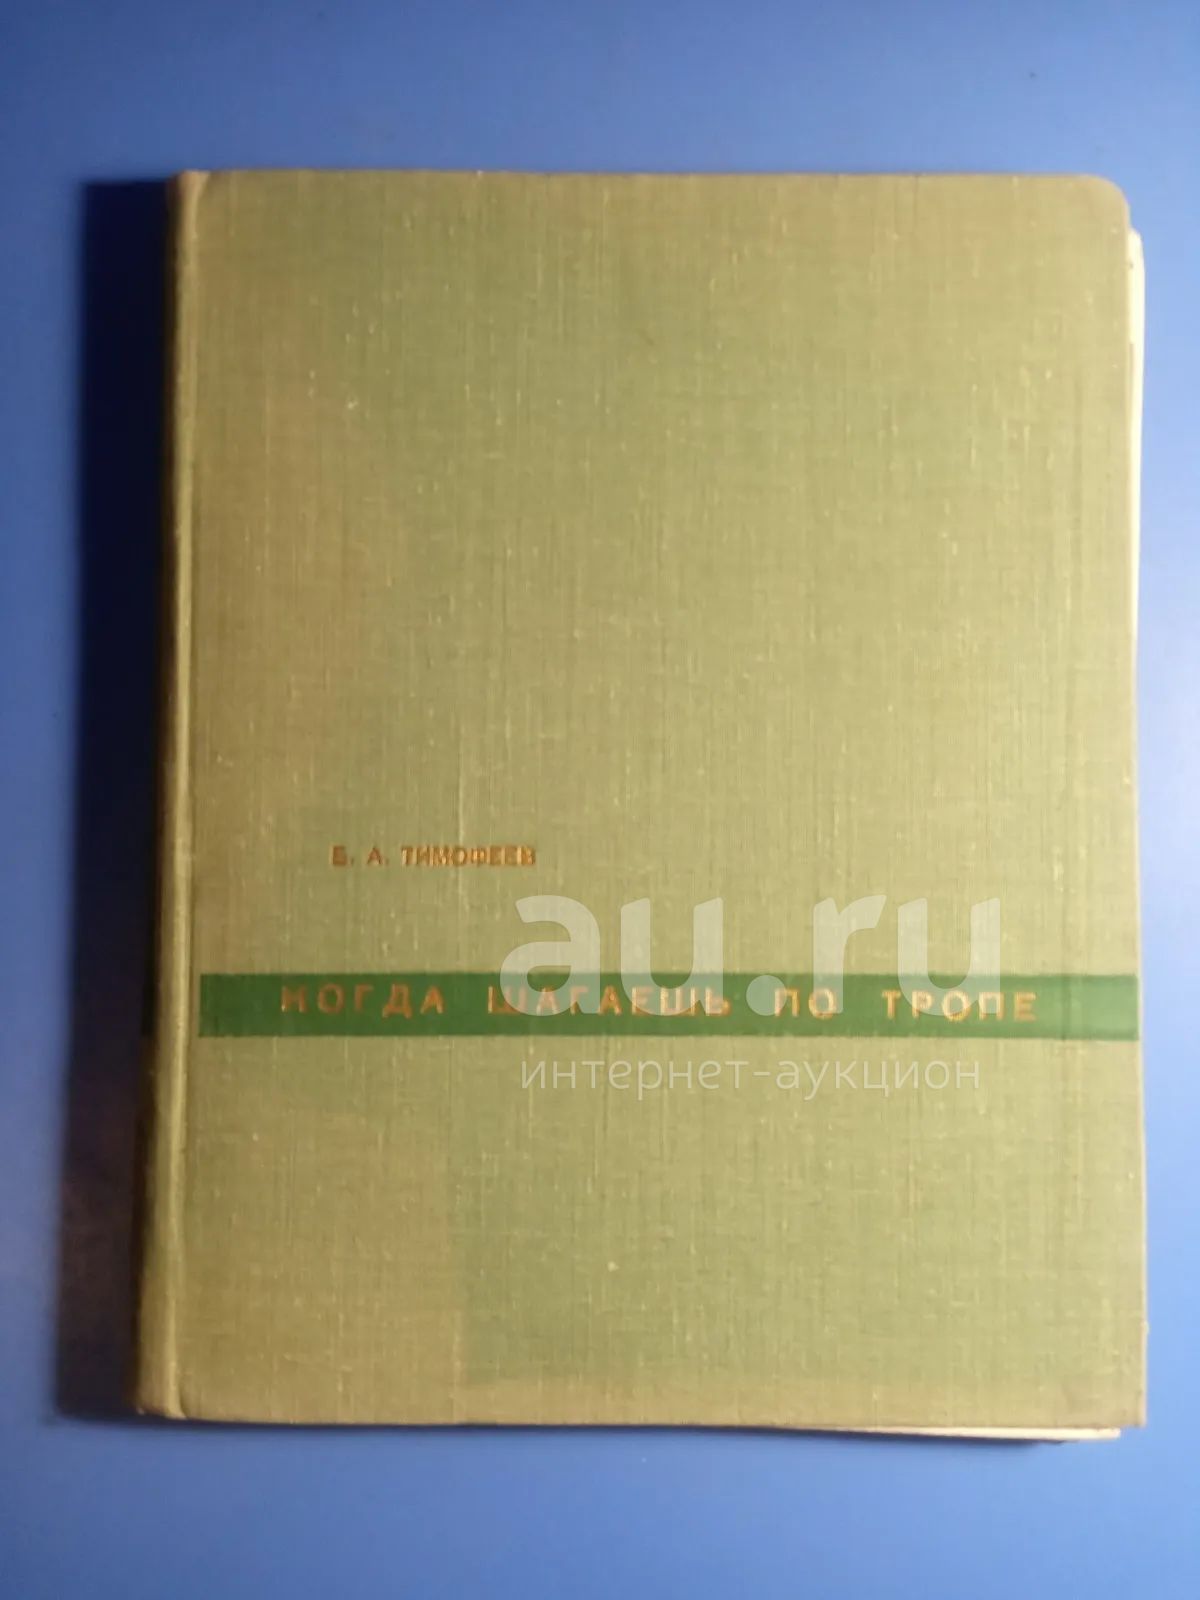 Б. А. ТИМОФЕЕВ
au.ru
КОГДА ШАГАЕШЬ ПО ТРОПЕ
интернет-аукцион